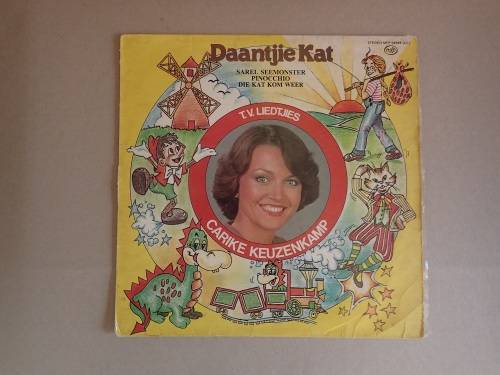 Daantjie Kat
SAREL SEEMONSTER
PINOCCHIO
DIE KAT KOM WEER
T.V. LIEDTJIES
CARIKE KEUZENKAMP